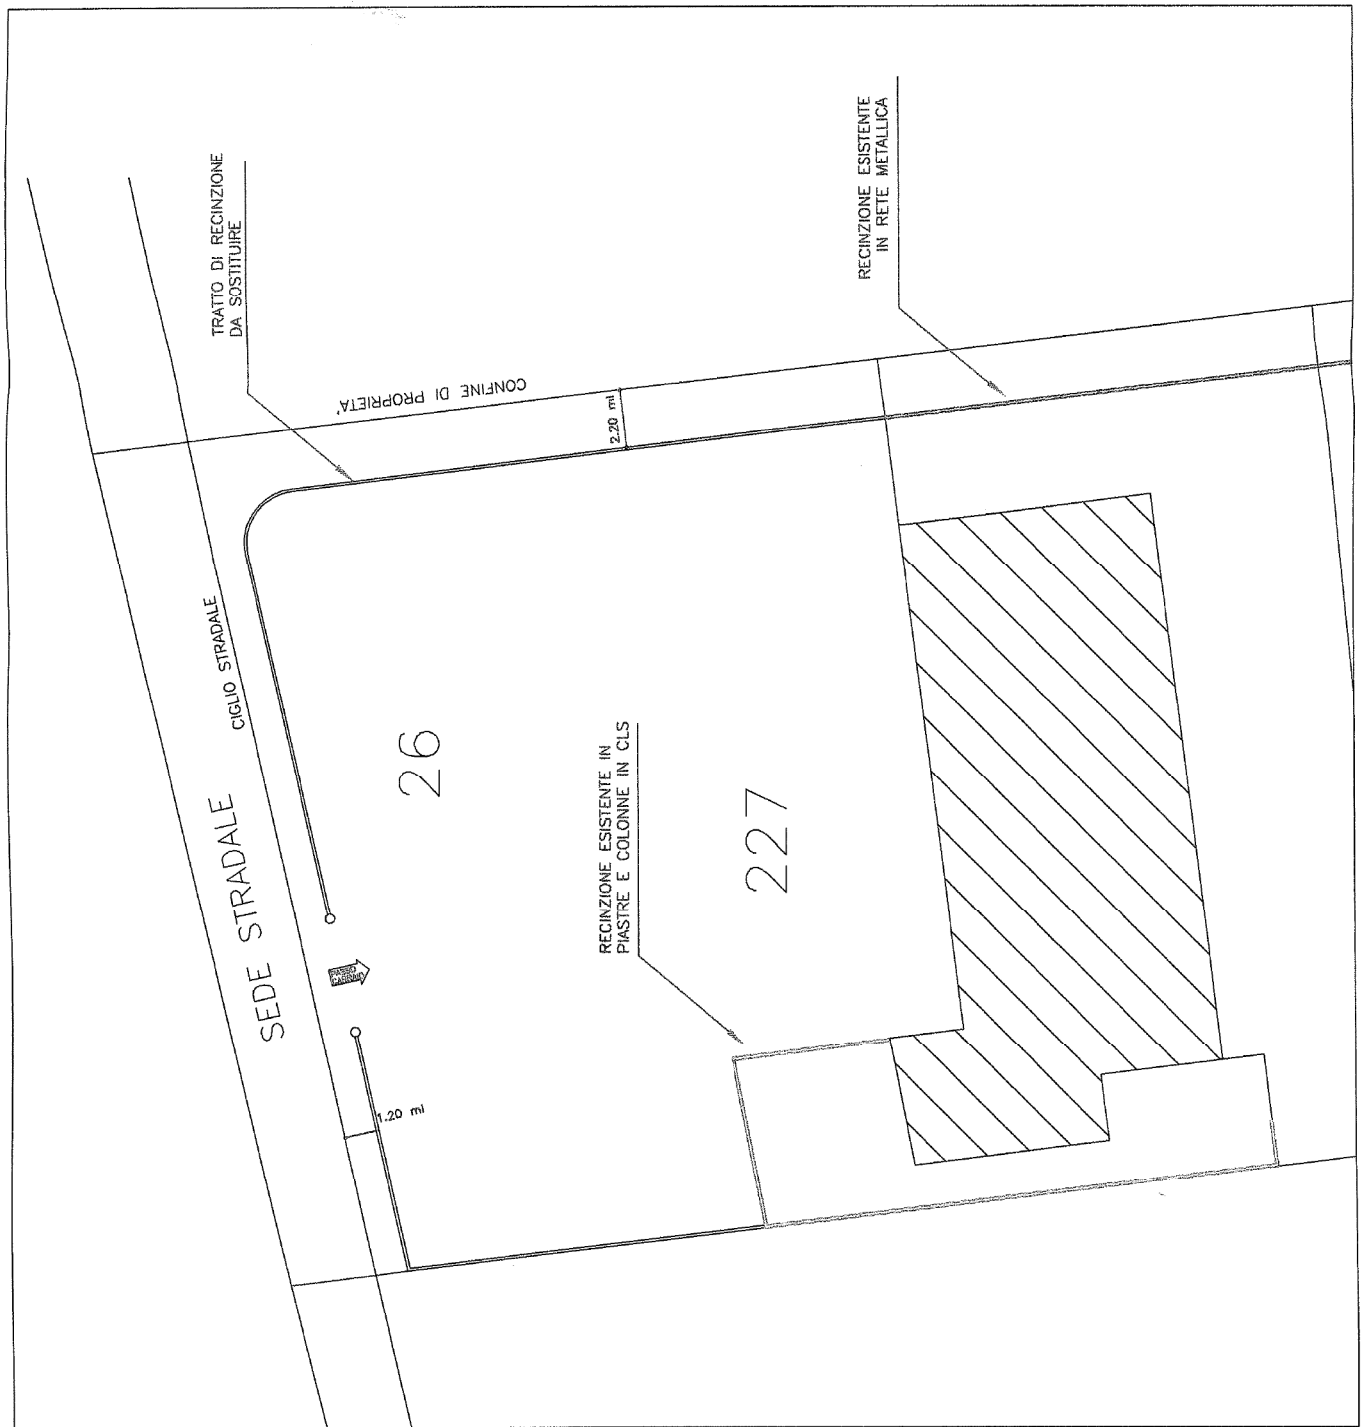 TRATTO DI RECINZIONE
DA SOSTITUIRE
RECINZIONE ESISTENTE
IN RETE METALLICA
CONFINE DI PROPRIETA'
2.20 ml
CIGLIO STRADALE
SEDE STRADALE
26
RECINZIONE ESISTENTE IN
PIASTRE E COLONNE IN CLS
227
PASSO
CARRAIO
1.20 ml